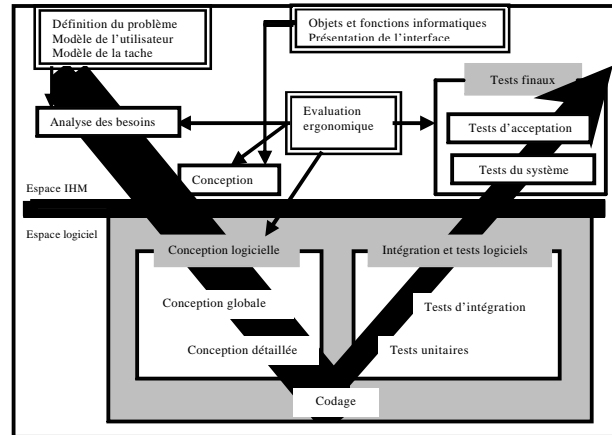 Définition du problème
Modèle de l'utilisateur
Modèle de la tache
Objets et fonctions informatiques
Présentation de l'interface
Tests finaux
Analyse des besoins
Evaluation
ergonomique
Tests d'acceptation
Conception
Tests du système
Espace IHM
Espace logiciel
Conception logicielle
Intégration et tests logiciels
Conception globale
Tests d'intégration
Conception détaillée
Tests unitaires
Codage